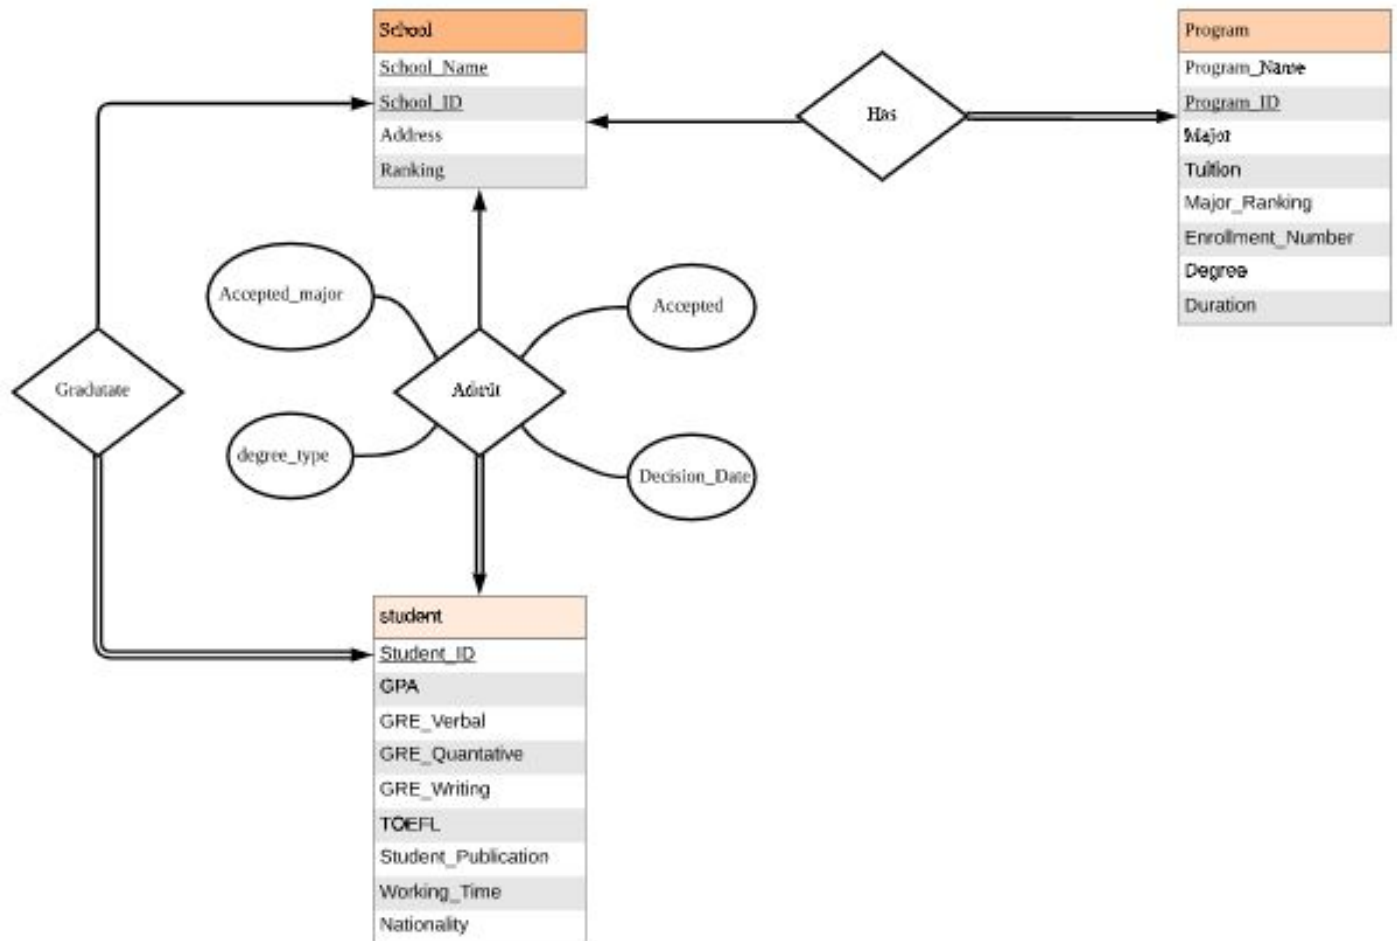 School
School_Name
School_ID
Address
Ranking
Has
Program
Program_Name
Program_ID
Major
Tuition
Major_Ranking
Enrollment_Number
Degree
Duration
Accepted_major
Accepted
Gradutate
Admit
degree_type
Decision_Date
student
Student_ID
GPA
GRE_Verbal
GRE_Quantative
GRE_Writing
TOEFL
Student_Publication
Working_Time
Nationality